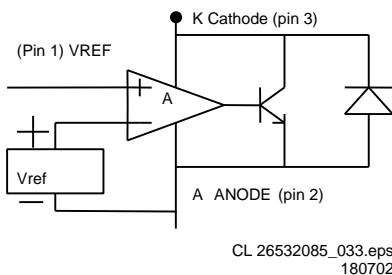 K Cathode (pin 3)
(Pin 1) VREF
+
A
−
+
Vref
−
A ANODE (pin 2)
CL 26532085_033.eps
180702